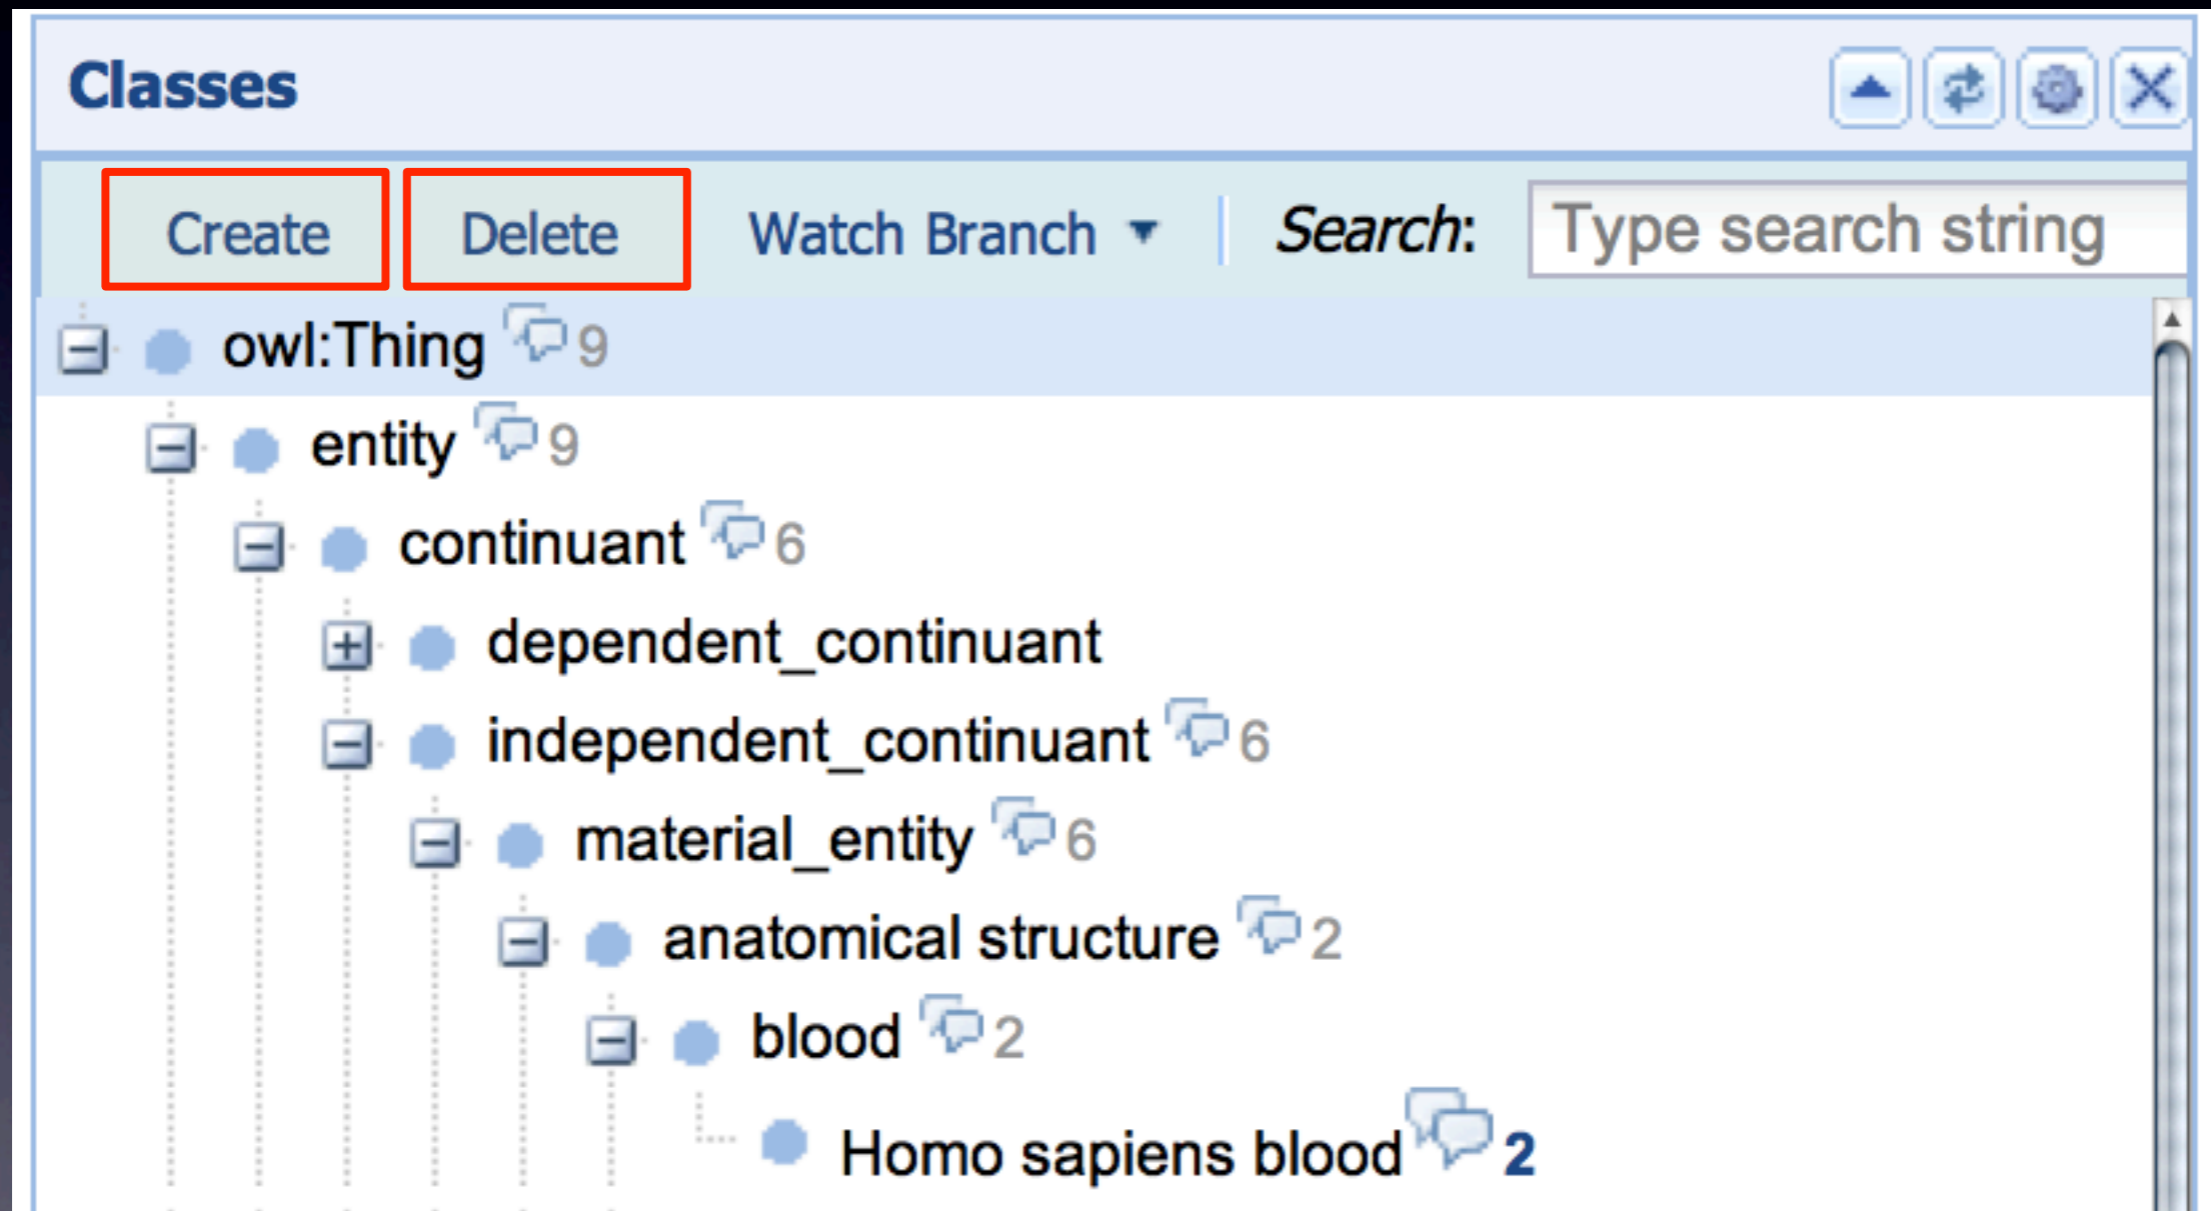 Classes
Create Delete Watch Branch Search: Type search string
owl:Thing 9
entity 9
continuant 6
dependent_continuant
independent_continuant 6
material_entity 6
anatomical structure 2
blood 2
Homo sapiens blood 2